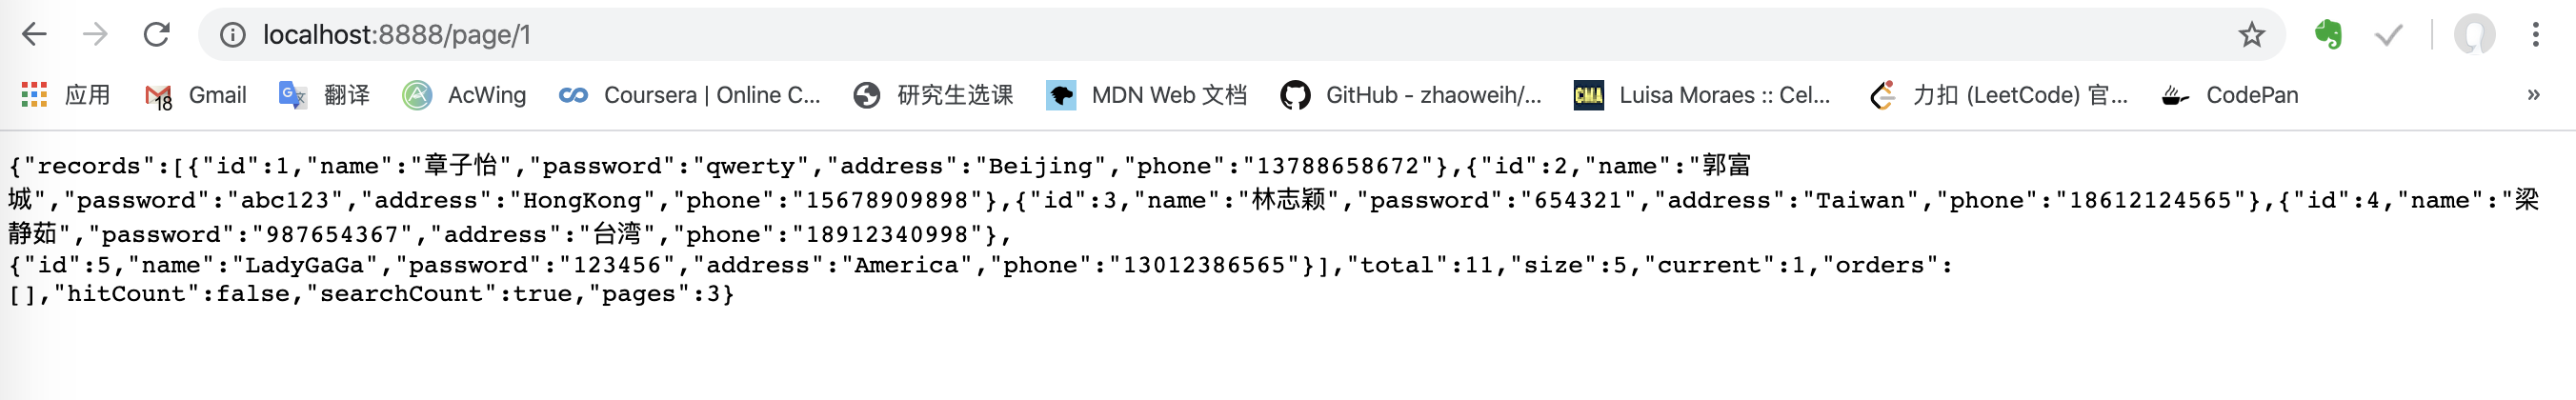 localhost:8888/page/1
应用 18 Gmail 翻译 AcWing Coursera | Online C... 研究生选课 MDN Web 文档 GitHub - zhaoweih/... CMA Luisa Moraes :: Cel... 力扣 (LeetCode) 官... CodePan »
{"records":[{"id":1,"name":"章子怡","password":"qwerty","address":"Beijing","phone":"13788658672"},{"id":2,"name":"郭富
城","password":"abc123","address":"HongKong","phone":"15678909898"},{"id":3,"name":"林志颖","password":"654321","address":"Taiwan","phone":"18612124565"},{"id":4,"name":"梁
静茹","password":"987654367","address":"台湾","phone":"18912340998"},
{"id":5,"name":"LadyGaGa","password":"123456","address":"America","phone":"13012386565"}],"total":11,"size":5,"current":1,"orders":
[],"hitCount":false,"searchCount":true,"pages":3}